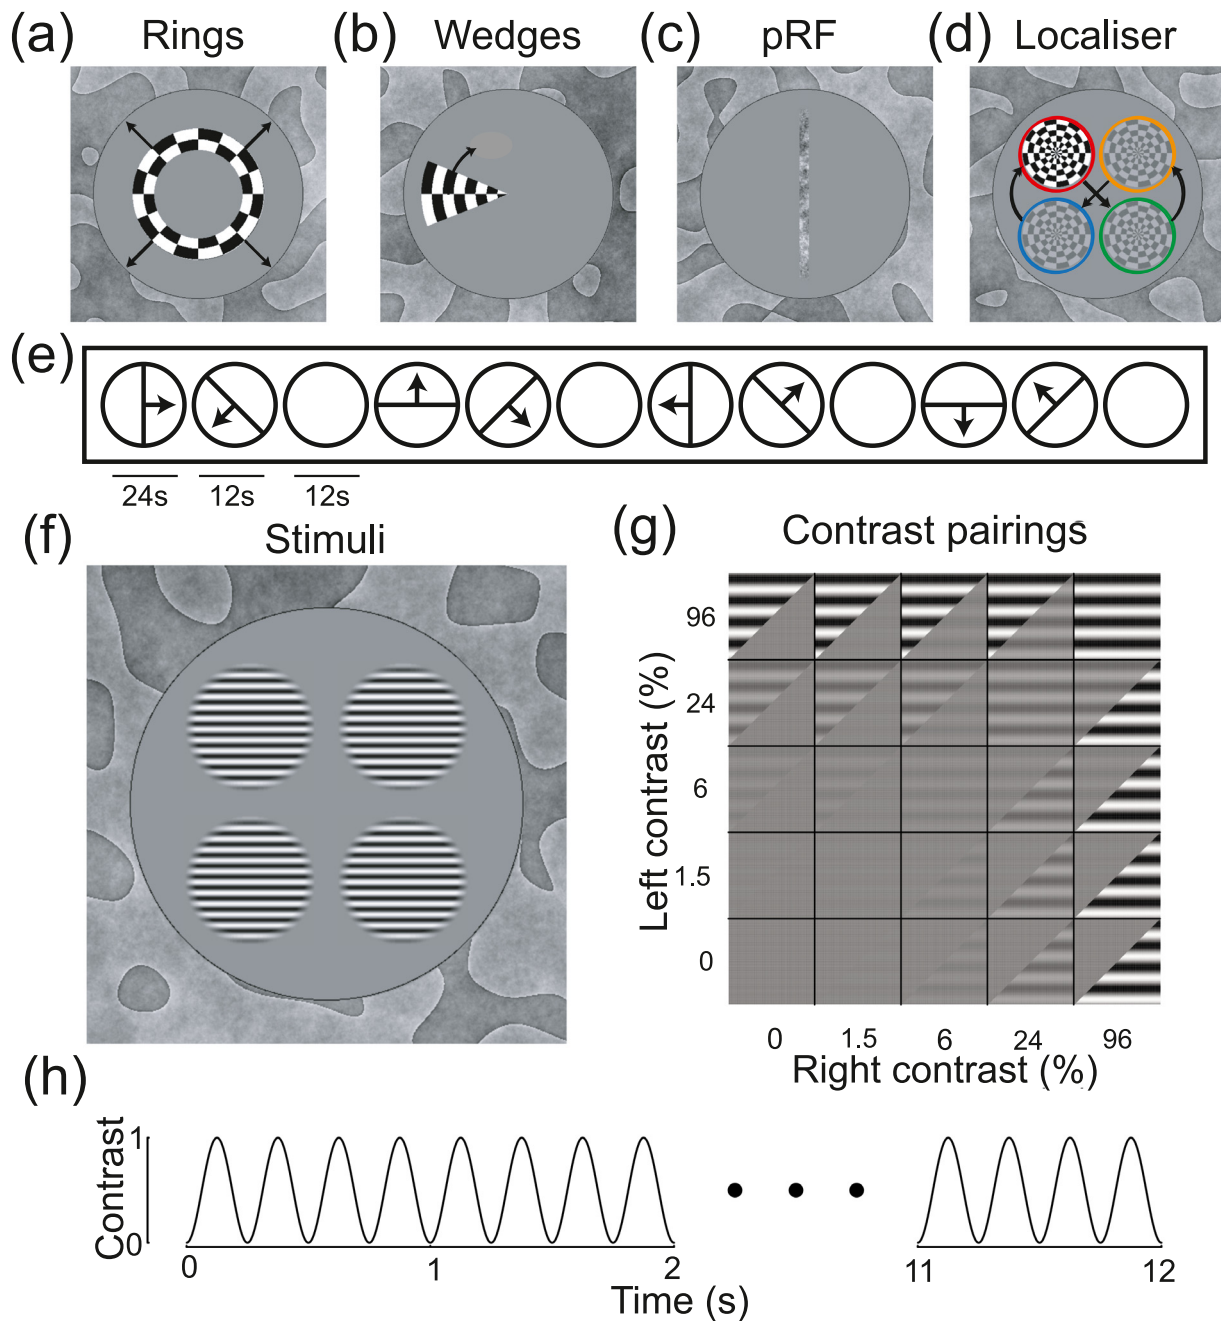 (a) Rings
(b) Wedges
(c) pRF
(d) Localiser
(e)
24s
12s
12s
(f) Stimuli
(g) Contrast pairings
Left contrast (%)
96
24
6
1.5
0
0 1.5 6 24 96
Right contrast (%)
(h)
Contrast
1
0
0 1 2 11 12
Time (s)